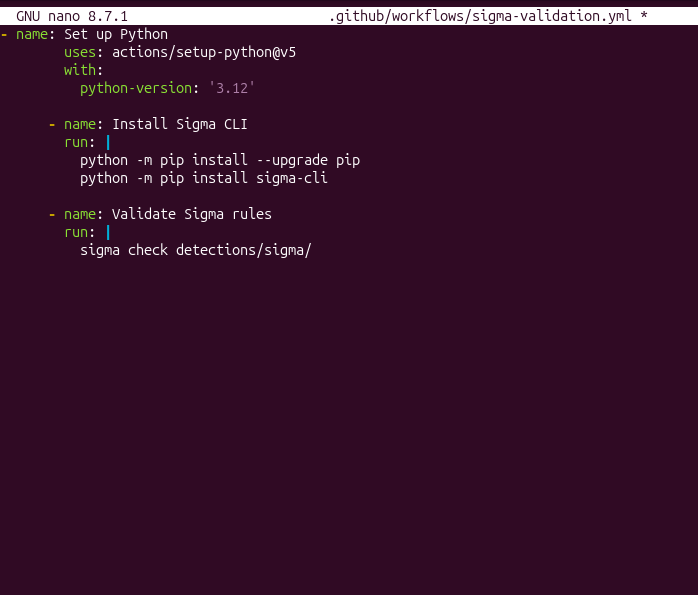 GNU nano 8.7.1 .github/workflows/sigma-validation.yml *
- name: Set up Python
        uses: actions/setup-python@v5
        with:
          python-version: '3.12'

      - name: Install Sigma CLI
        run: |
          python -m pip install --upgrade pip
          python -m pip install sigma-cli

      - name: Validate Sigma rules
        run: |
          sigma check detections/sigma/